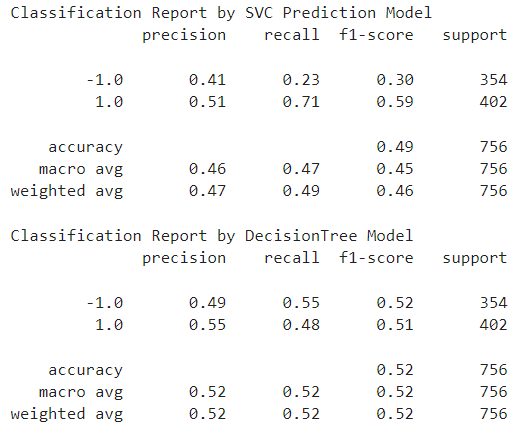 Classification Report by SVC Prediction Model
precision recall f1-score support
-1.0 0.41 0.23 0.30 354
1.0 0.51 0.71 0.59 402
accuracy 0.49 756
macro avg 0.46 0.47 0.45 756
weighted avg 0.47 0.49 0.46 756
Classification Report by DecisionTree Model
precision recall f1-score support
-1.0 0.49 0.55 0.52 354
1.0 0.55 0.48 0.51 402
accuracy 0.52 756
macro avg 0.52 0.52 0.52 756
weighted avg 0.52 0.52 0.52 756